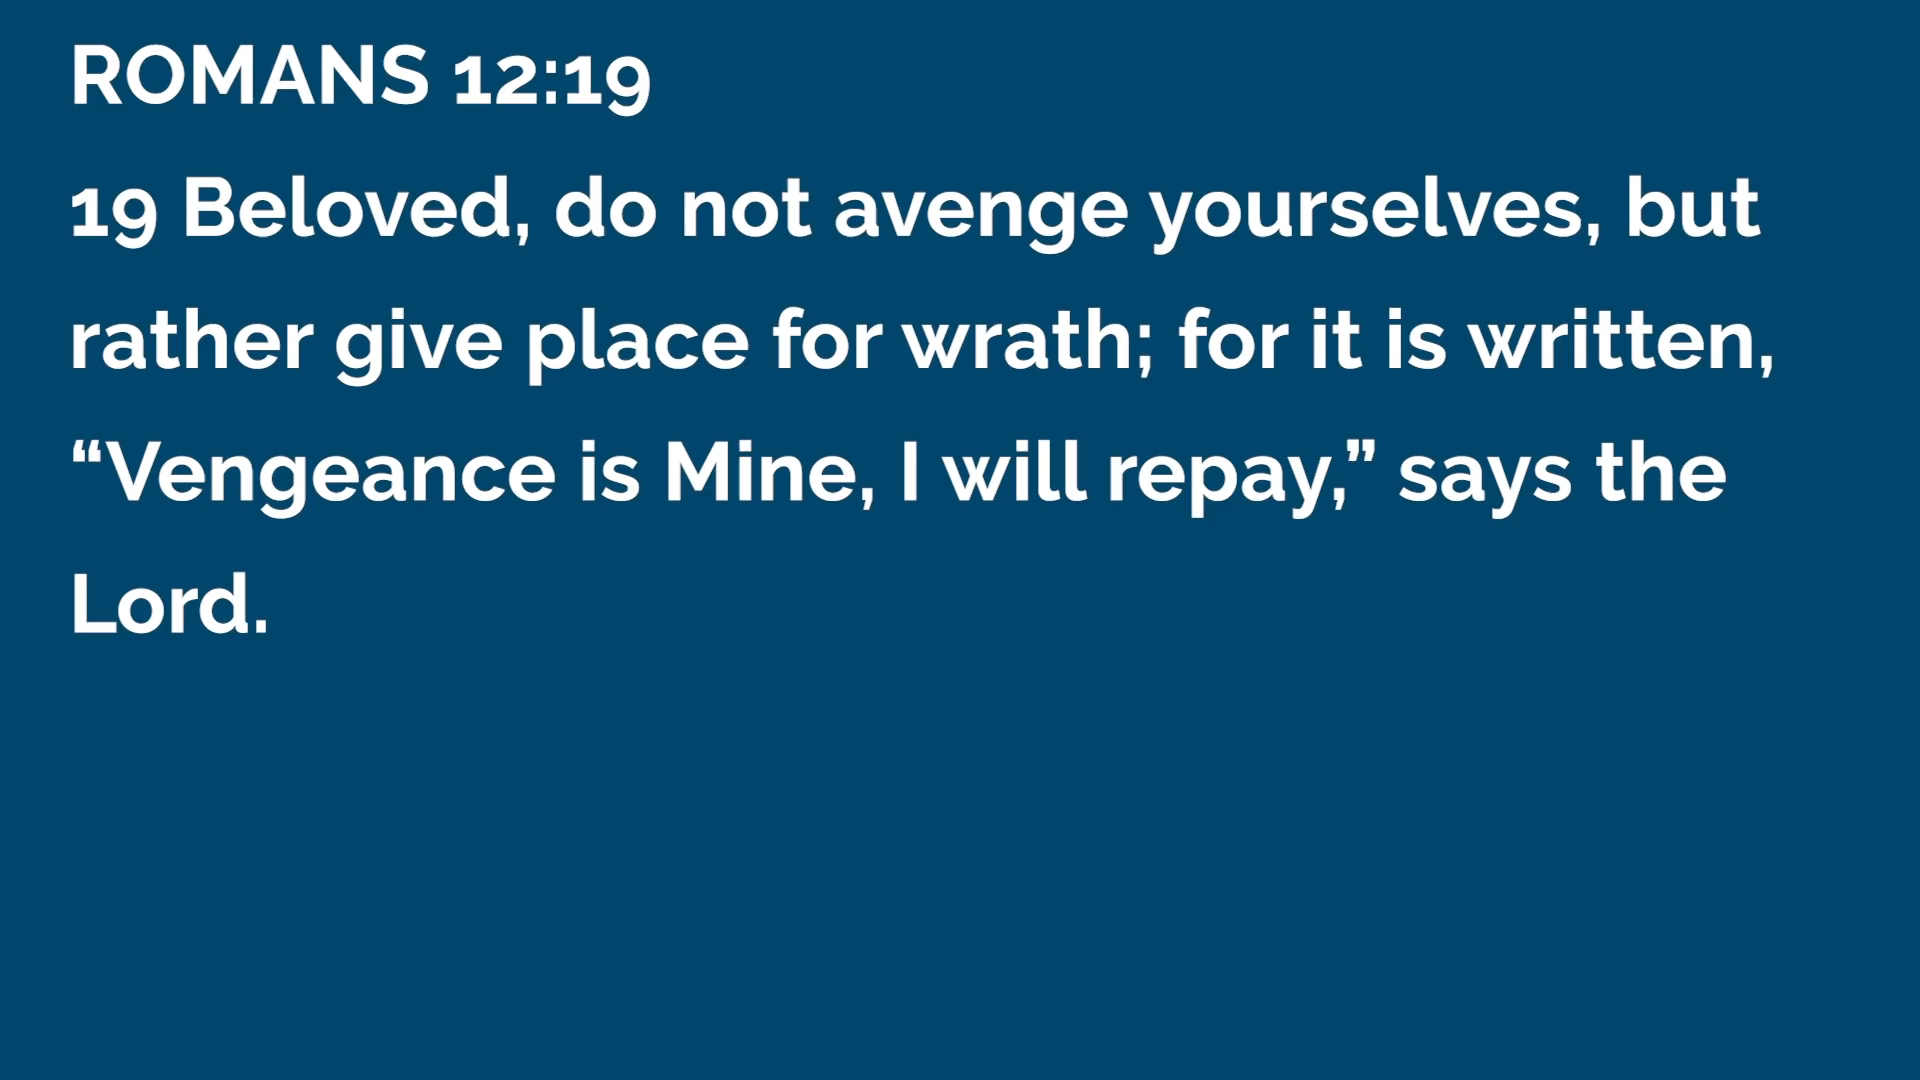 ROMANS 12:19
19 Beloved, do not avenge yourselves, but
rather give place for wrath; for it is written,
“Vengeance is Mine, I will repay,” says the
Lord.